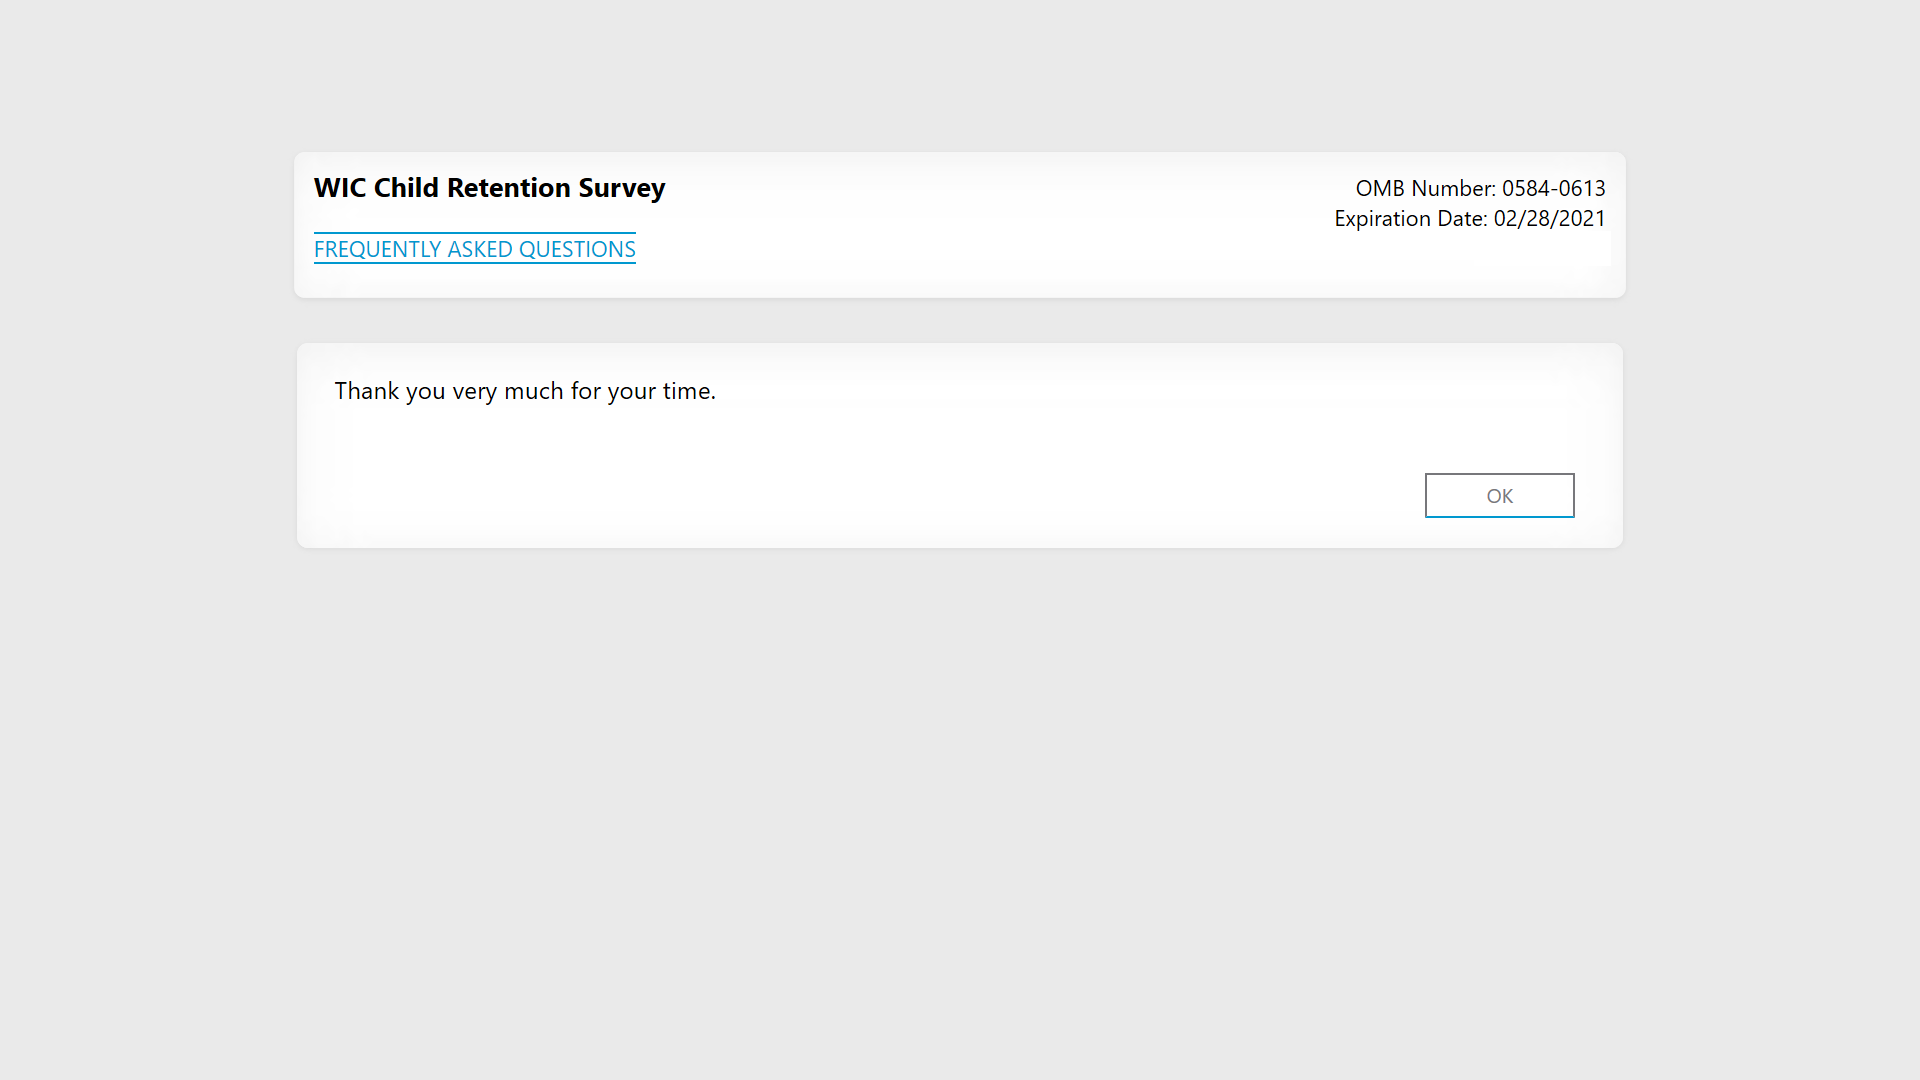 WIC Child Retention Survey
OMB Number: 0584-0613
Expiration Date: 02/28/2021
FREQUENTLY ASKED QUESTIONS
Thank you very much for your time.
OK